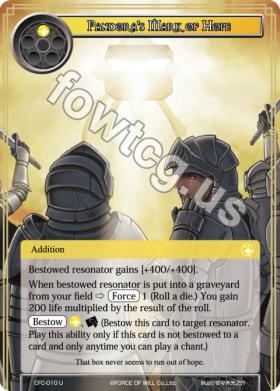 Pandora's Mark of Hope
fowtcg.us
Addition
Bestowed resonator gains [+400/+400].
When bestowed resonator is put into a graveyard
from your field ⇨ Force 1 (Roll a die.) You gain
200 life multiplied by the result of the roll.
Bestow (Bestow this card to target resonator.
Play this ability only if this card is not bestowed to a
card and only anytime you can play a chant.)
That box never seems to run out of hope.
CFC-010 U
©FORCE OF WILL Co.,Ltd.